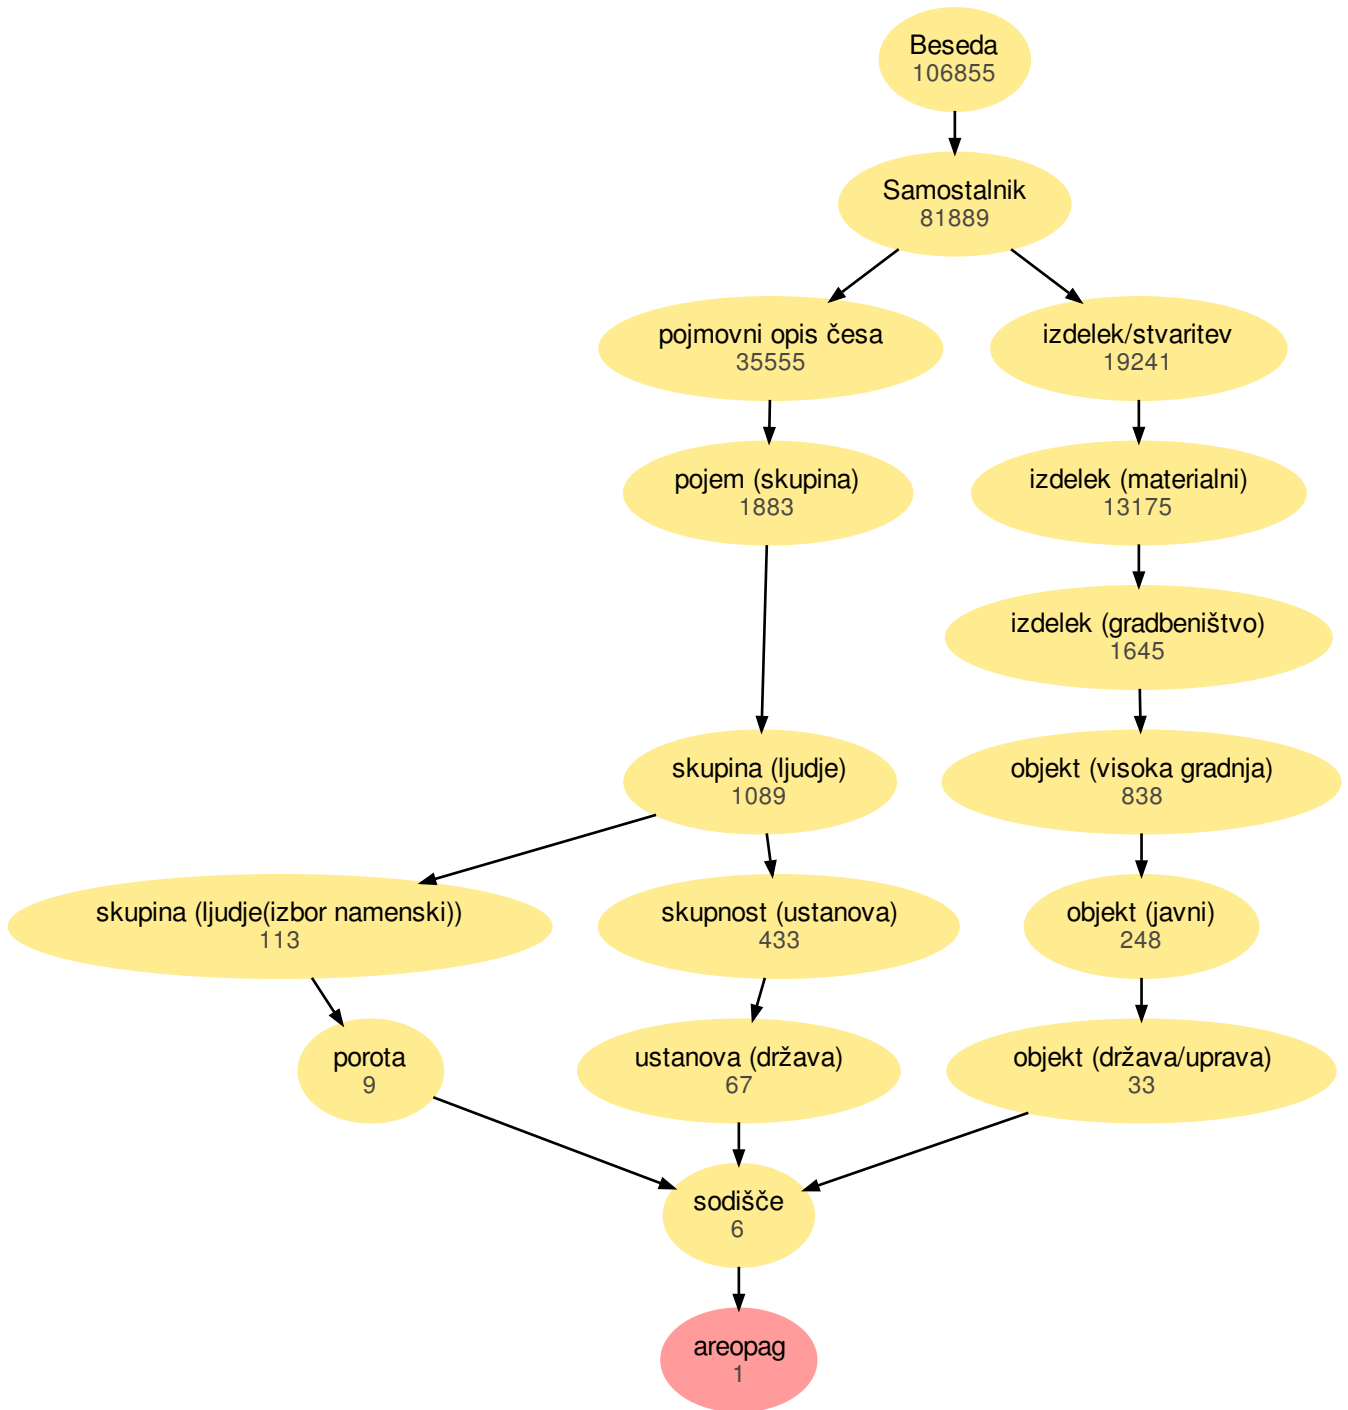 Beseda
106855
Samostalnik
81889
pojmovni opis česa
35555
izdelek/stvaritev
19241
pojem (skupina)
1883
izdelek (materialni)
13175
izdelek (gradbeništvo)
1645
skupina (ljudje)
1089
objekt (visoka gradnja)
838
skupina (ljudje(izbor namenski))
113
skupnost (ustanova)
433
objekt (javni)
248
porota
9
ustanova (država)
67
objekt (država/uprava)
33
sodišče
6
areopag
1